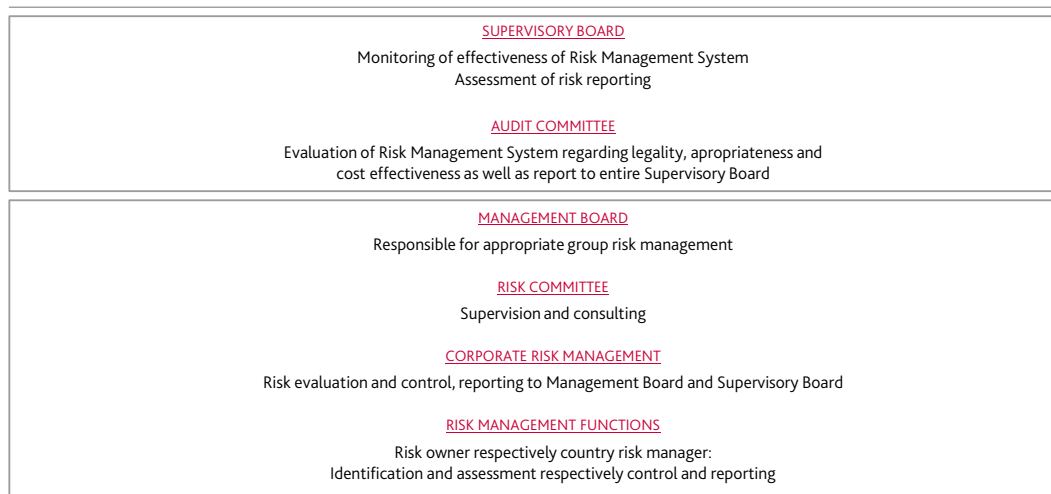 SUPERVISORY BOARD
Monitoring of effectiveness of Risk Management System
Assessment of risk reporting
AUDIT COMMITTEE
Evaluation of Risk Management System regarding legality, apropriateness and
cost effectiveness as well as report to entire Supervisory Board
MANAGEMENT BOARD
Responsible for appropriate group risk management
RISK COMMITTEE
Supervision and consulting
CORPORATE RISK MANAGEMENT
Risk evaluation and control, reporting to Management Board and Supervisory Board
RISK MANAGEMENT FUNCTIONS
Risk owner respectively country risk manager:
Identification and assessment respectively control and reporting